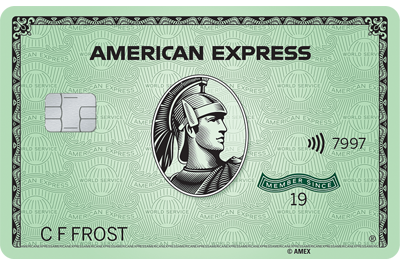 AMERICAN EXPRESS
7997
MEMBER SINCE
19
C F FROST
®
© AMEX